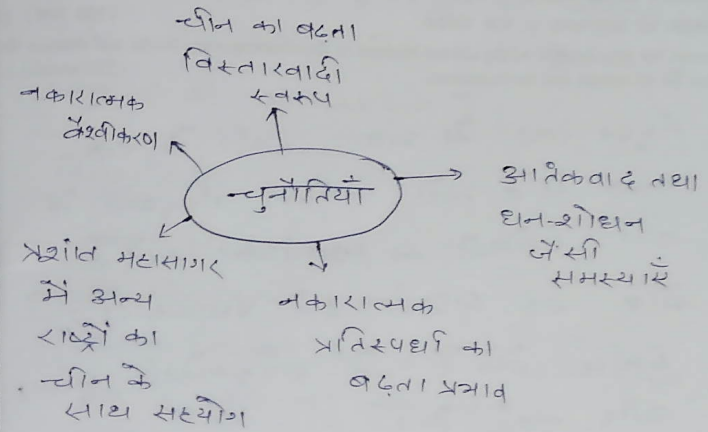 चीन का बढ़ता
विस्तारवादी
स्वरूप
नकारात्मक
वैश्वीकरण
चुनौतियाँ
आतंकवाद तथा
धन-शोधन
जैसी
समस्याएँ
प्रशांत महासागर
में अन्य
राष्ट्रों का
चीन के
साथ सहयोग
नकारात्मक
प्रतिस्पर्धा का
बढ़ता प्रभाव